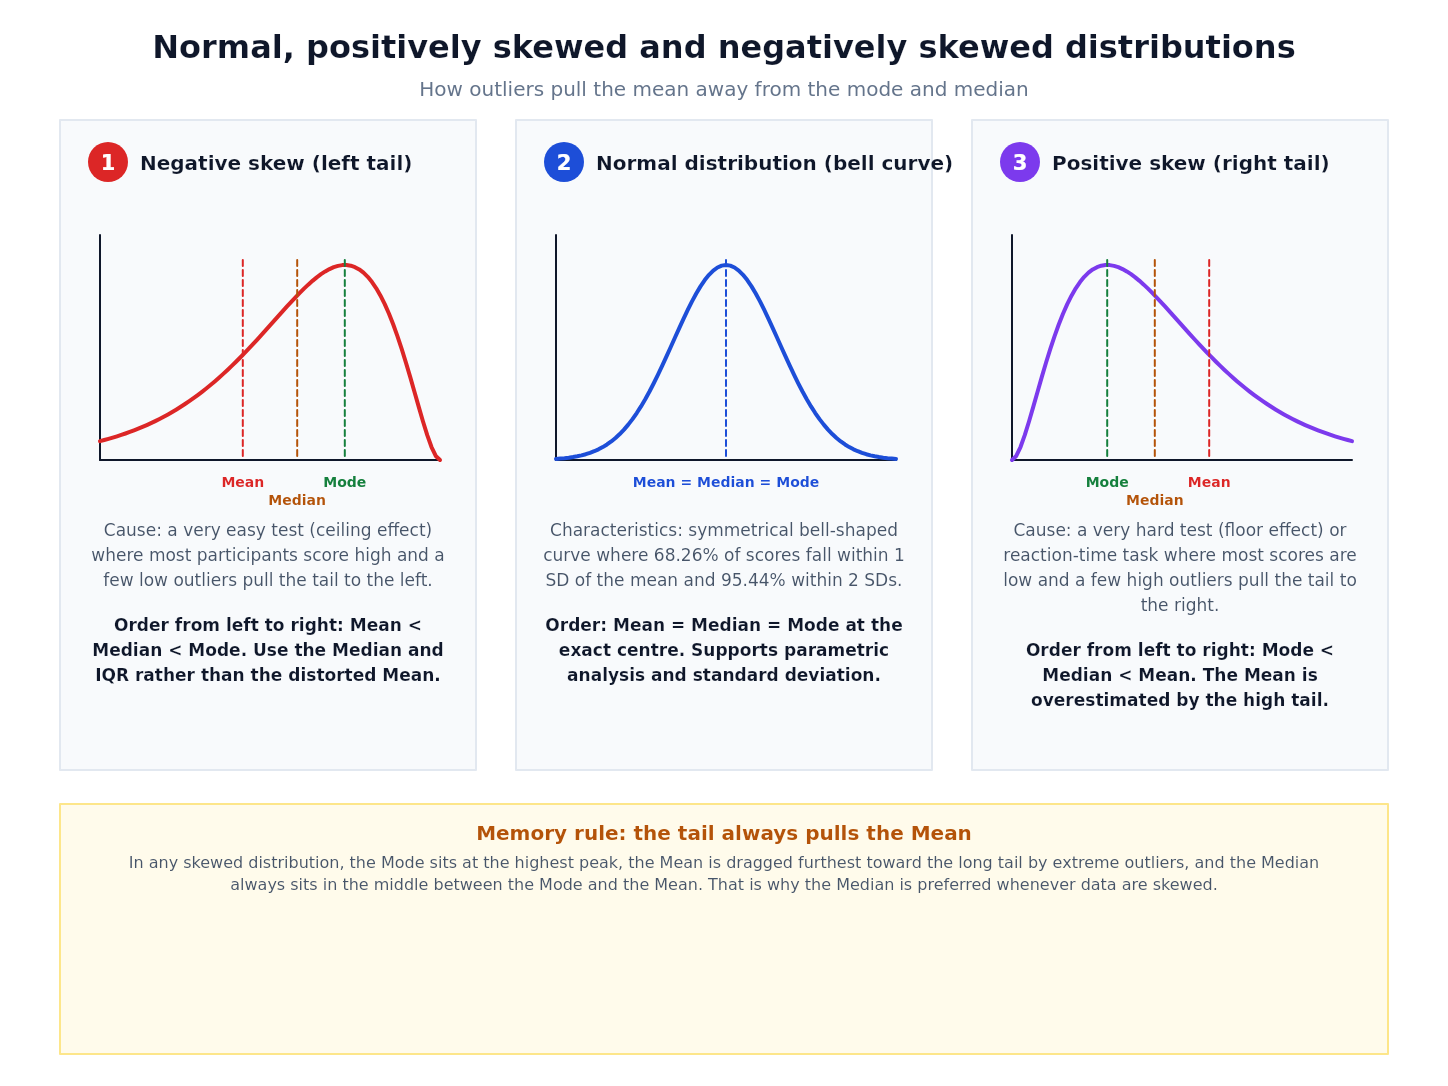 Normal, positively skewed and negatively skewed distributions
How outliers pull the mean away from the mode and median
1 Negative skew (left tail)
Mean
Mode
Median
Cause: a very easy test (ceiling effect)
where most participants score high and a
few low outliers pull the tail to the left.
Order from left to right: Mean <
Median < Mode. Use the Median and
IQR rather than the distorted Mean.
2 Normal distribution (bell curve)
Mean = Median = Mode
Characteristics: symmetrical bell-shaped
curve where 68.26% of scores fall within 1
SD of the mean and 95.44% within 2 SDs.
Order: Mean = Median = Mode at the
exact centre. Supports parametric
analysis and standard deviation.
3 Positive skew (right tail)
Mode
Mean
Median
Cause: a very hard test (floor effect) or
reaction-time task where most scores are
low and a few high outliers pull the tail to
the right.
Order from left to right: Mode <
Median < Mean. The Mean is
overestimated by the high tail.
Memory rule: the tail always pulls the Mean
In any skewed distribution, the Mode sits at the highest peak, the Mean is dragged furthest toward the long tail by extreme outliers, and the Median
always sits in the middle between the Mode and the Mean. That is why the Median is preferred whenever data are skewed.